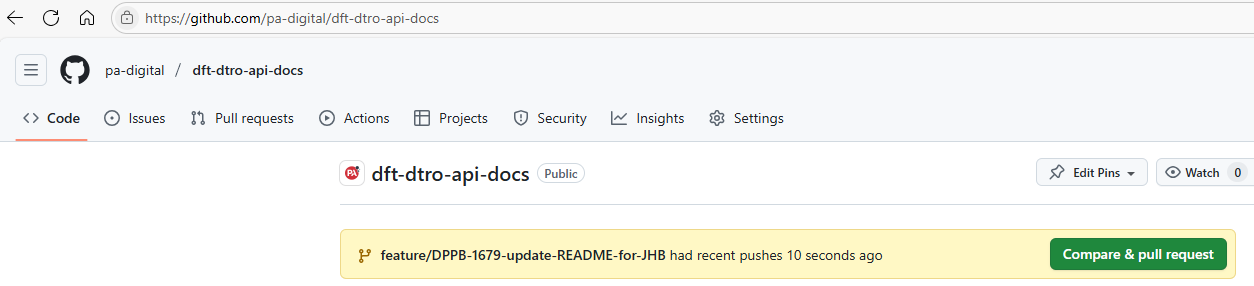 https://github.com/pa-digital/dft-dtro-api-docs
pa-digital / dft-dtro-api-docs
Code Issues Pull requests Actions Projects Security Insights Settings
PA dft-dtro-api-docs Public Edit Pins Watch 0
feature/DPPB-1679-update-README-for-JHB had recent pushes 10 seconds ago Compare & pull request